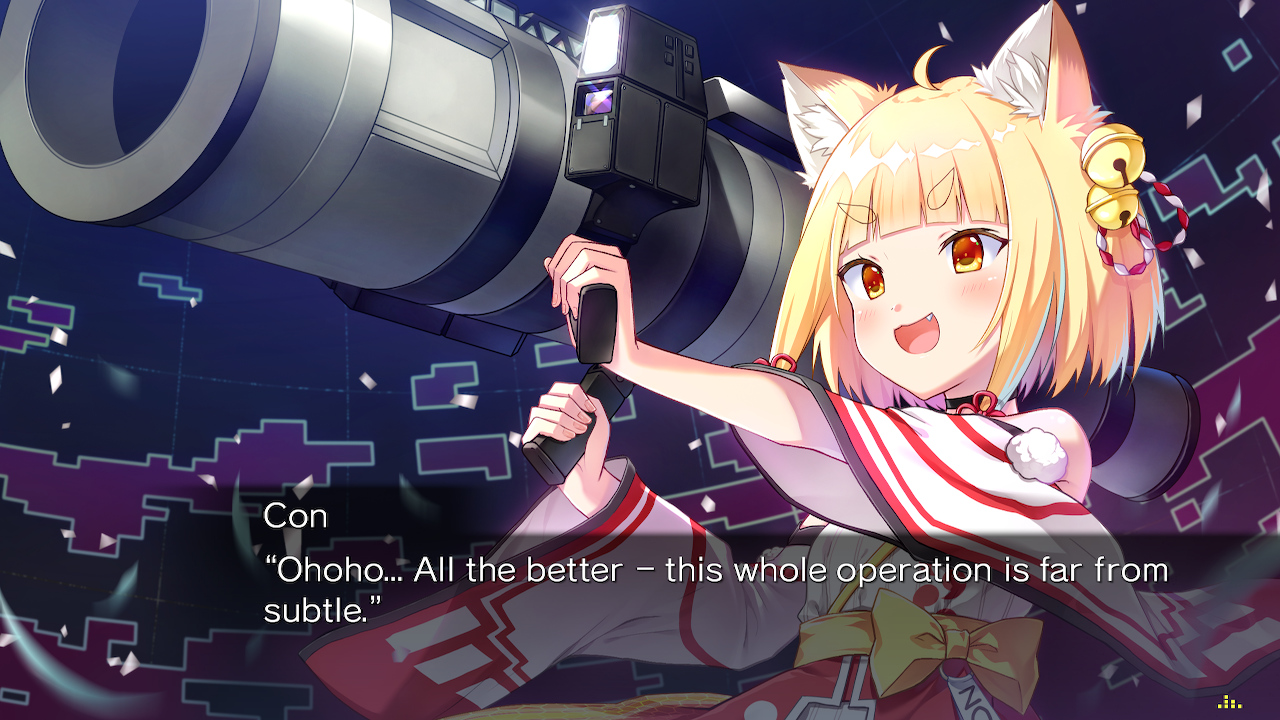 Con
“Ohoho… All the better – this whole operation is far from
subtle.”